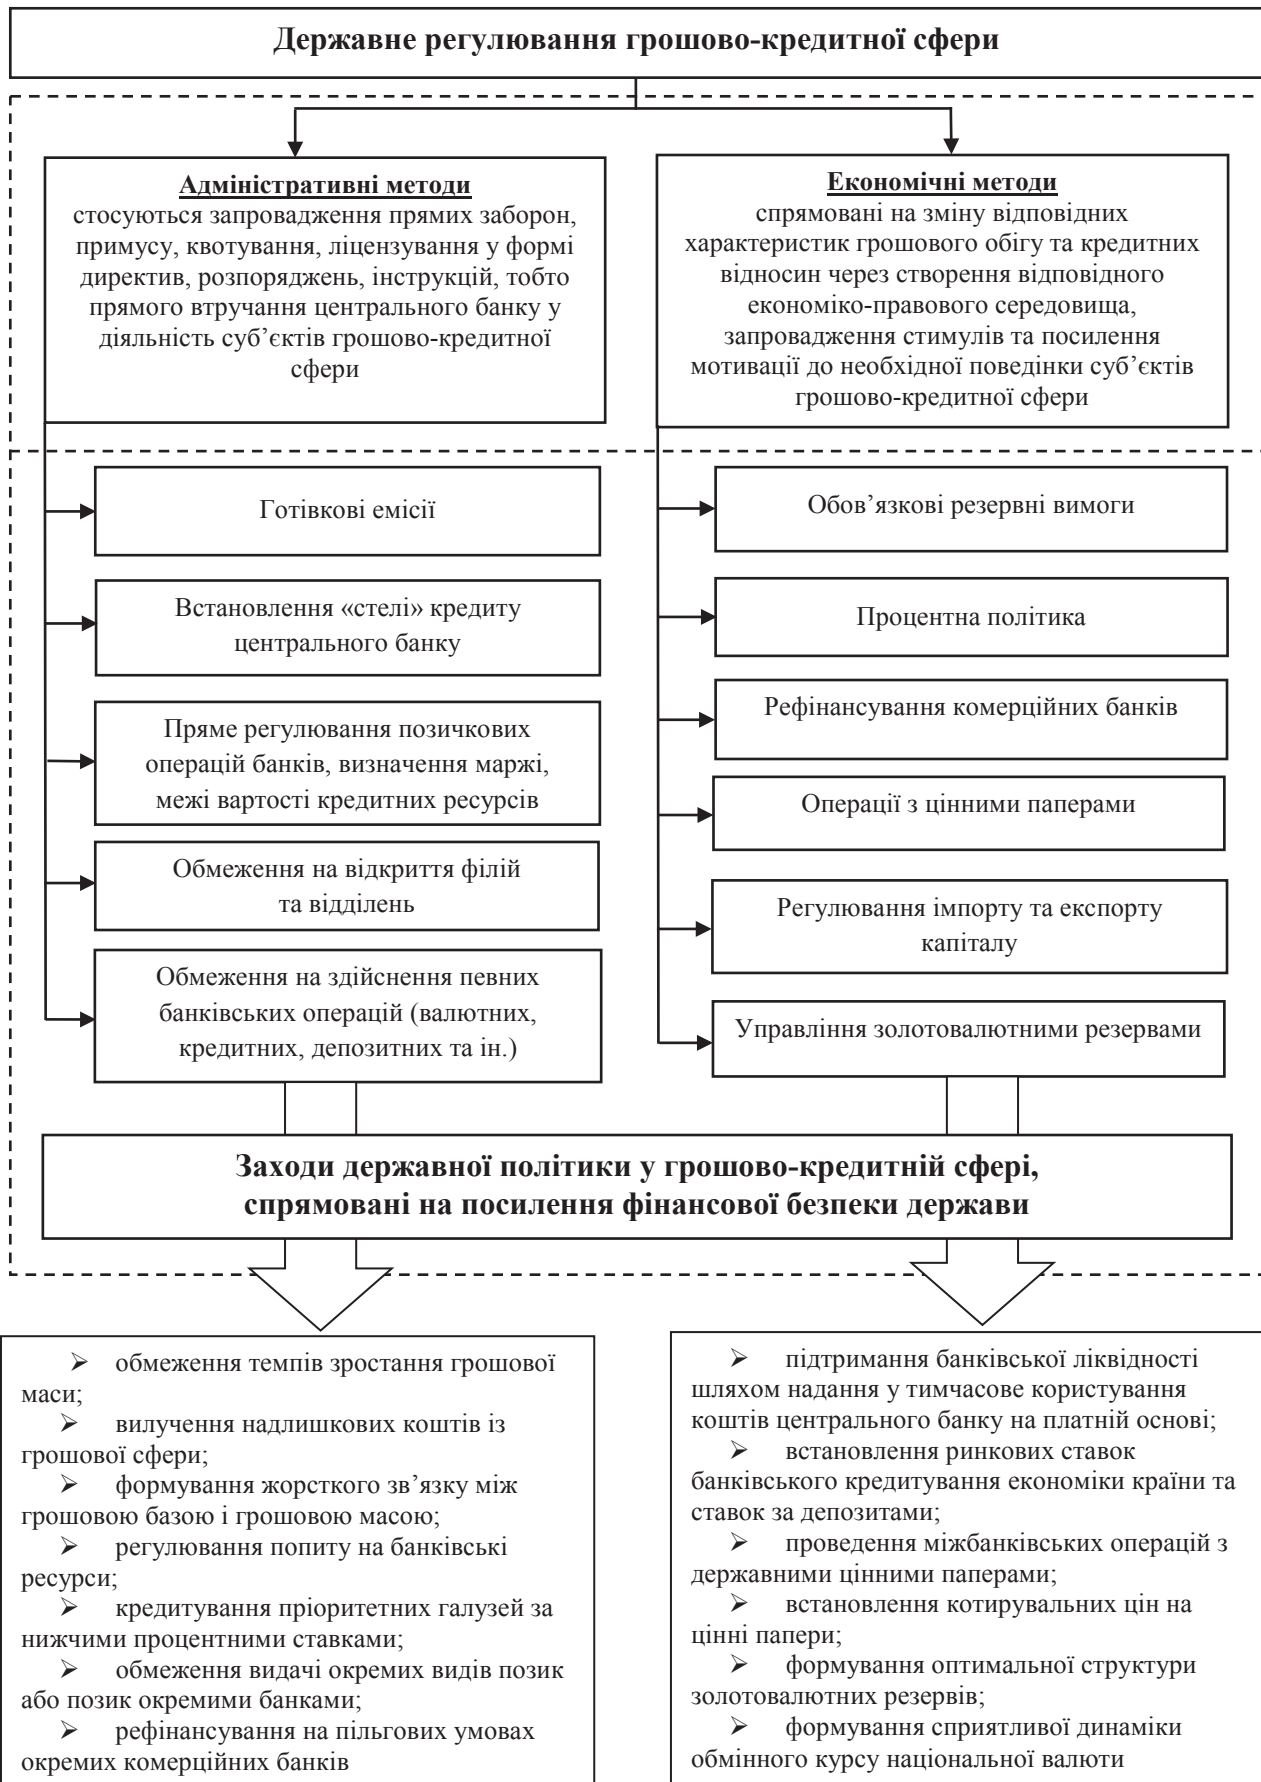 Державне регулювання грошово-кредитної сфери
Адміністративні методи
стосуються запровадження прямих заборон,
примусу, квотування, ліцензування у формі
директив, розпоряджень, інструкцій, тобто
прямого втручання центрального банку у
діяльність суб’єктів грошово-кредитної
сфери
Економічні методи
спрямовані на зміну відповідних
характеристик грошового обігу та кредитних
відносин через створення відповідного
економіко-правового середовища,
запровадження стимулів та посилення
мотивації до необхідної поведінки суб’єктів
грошово-кредитної сфери
Готівкові емісії
Встановлення «стелі» кредиту
центрального банку
Пряме регулювання позичкових
операцій банків, визначення маржі,
межі вартості кредитних ресурсів
Обмеження на відкриття філій
та відділень
Обмеження на здійснення певних
банківських операцій (валютних,
кредитних, депозитних та ін.)
Обов’язкові резервні вимоги
Процентна політика
Рефінансування комерційних банків
Операції з цінними паперами
Регулювання імпорту та експорту
капіталу
Управління золотовалютними резервами
Заходи державної політики у грошово-кредитній сфері,
спрямовані на посилення фінансової безпеки держави
➢ обмеження темпів зростання грошової
маси;
➢ вилучення надлишкових коштів із
грошової сфери;
➢ формування жорсткого зв’язку між
грошовою базою і грошовою масою;
➢ регулювання попиту на банківські
ресурси;
➢ кредитування пріоритетних галузей за
нижчими процентними ставками;
➢ обмеження видачі окремих видів позик
або позик окремими банками;
➢ рефінансування на пільгових умовах
окремих комерційних банків
➢ підтримання банківської ліквідності
шляхом надання у тимчасове користування
коштів центрального банку на платній основі;
➢ встановлення ринкових ставок
банківського кредитування економіки країни та
ставок за депозитами;
➢ проведення міжбанківських операцій з
державними цінними паперами;
➢ встановлення котирувальних цін на
цінні папери;
➢ формування оптимальної структури
золотовалютних резервів;
➢ формування сприятливої динаміки
обмінного курсу національної валюти